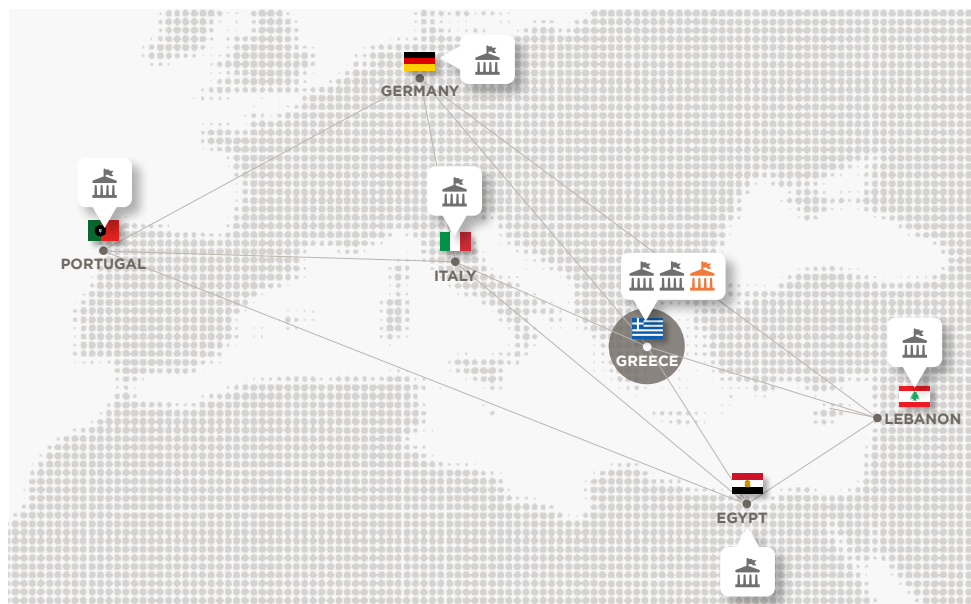 GERMANY
PORTUGAL
ITALY
GREECE
LEBANON
EGYPT